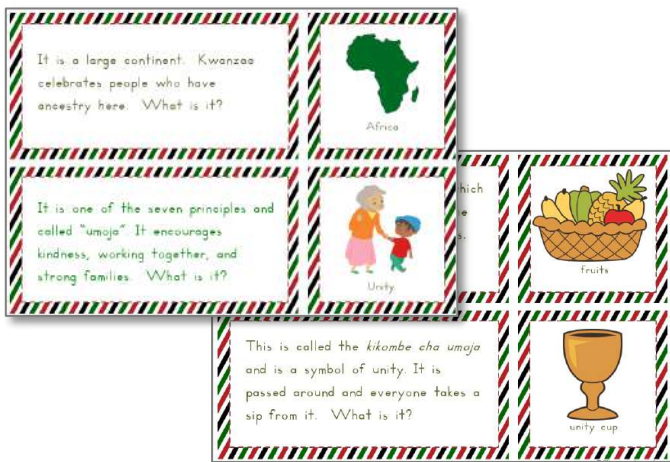 It is a large continent. Kwanzaa
celebrates people who have
ancestry here. What is it?
Africa
It is one of the seven principles and
called "umoja" It encourages
kindness, working together, and
strong families. What is it?
Unity
which
fruits
This is called the kikombe cha umoja
and is a symbol of unity. It is
passed around and everyone takes a
sip from it. What is it?
unity cup